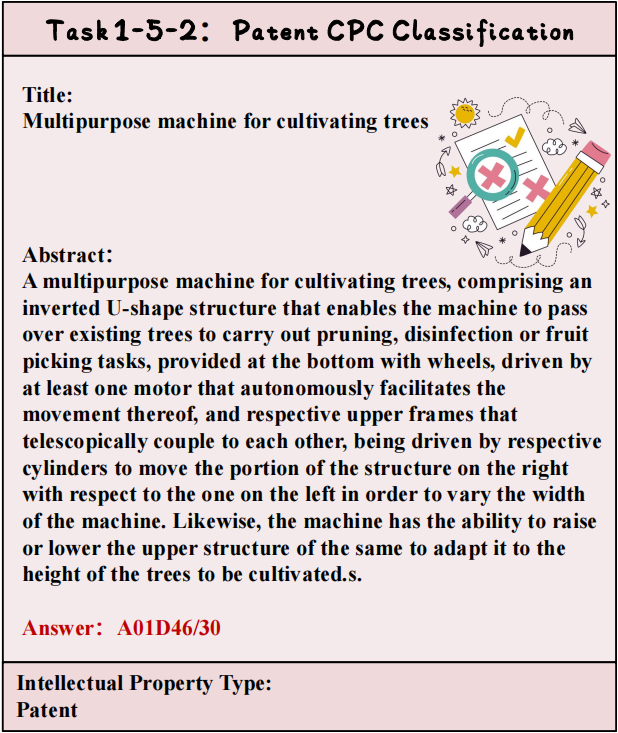 Task 1-5-2: Patent CPC Classification
Title:
Multipurpose machine for cultivating trees
Abstract:
A multipurpose machine for cultivating trees, comprising an
inverted U-shape structure that enables the machine to pass
over existing trees to carry out pruning, disinfection or fruit
picking tasks, provided at the bottom with wheels, driven by
at least one motor that autonomously facilitates the
movement thereof, and respective upper frames that
telescopically couple to each other, being driven by respective
cylinders to move the portion of the structure on the right
with respect to the one on the left in order to vary the width
of the machine. Likewise, the machine has the ability to raise
or lower the upper structure of the same to adapt it to the
height of the trees to be cultivated.s.
Answer: A01D46/30
Intellectual Property Type:
Patent